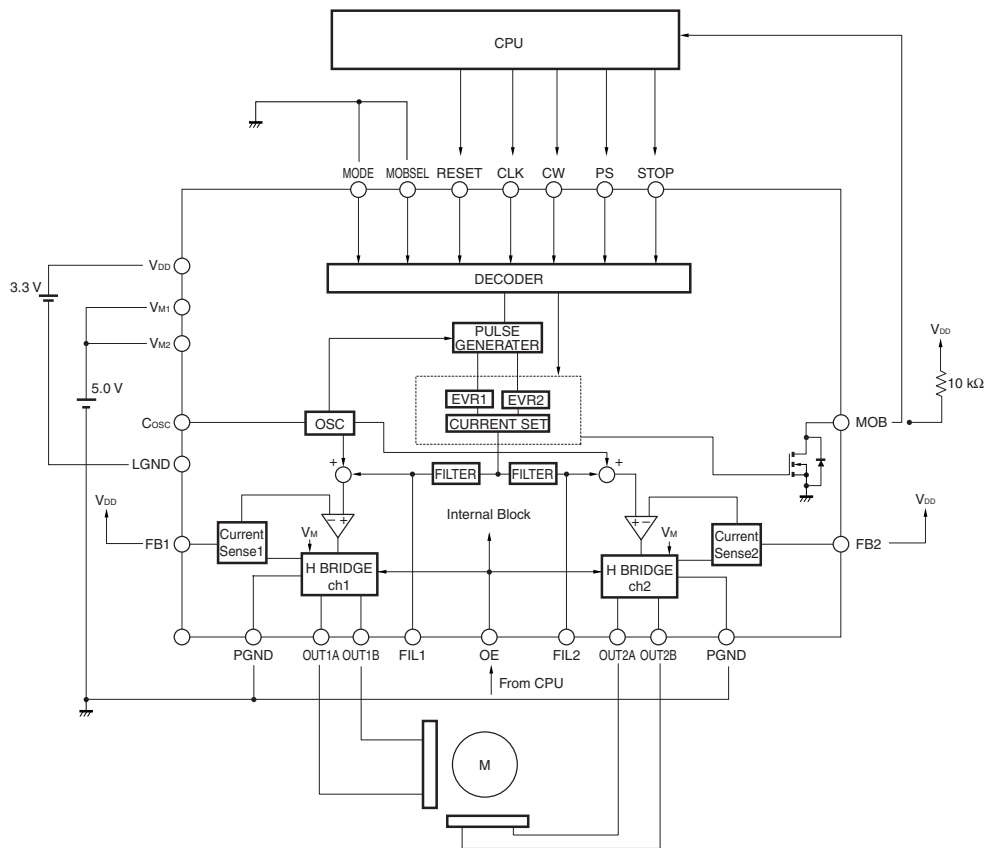 CPU
MODE MOBSEL RESET CLK CW PS STOP
VDD
3.3 V
DECODER
VM1
VM2
PULSE
GENERATER
VDD
10 kΩ
5.0 V
EVR1 EVR2
COSC
OSC
CURRENT SET
MOB
LGND
+
FILTER FILTER
+
VDD
Internal Block
VDD
FB1
Current
Sense1
− +
VM
+ −
VM
Current
Sense2
FB2
H BRIDGE
ch1
H BRIDGE
ch2
PGND OUT1A OUT1B FIL1 OE FIL2 OUT2A OUT2B PGND
From CPU
M